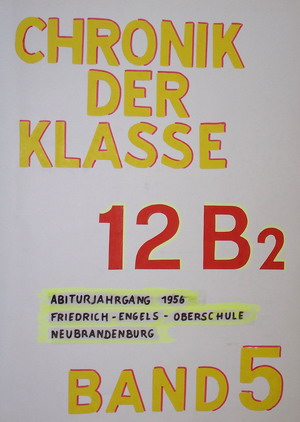 CHRONIK
DER
KLASSE
12 B2
ABITURJAHRGANG 1956
FRIEDRICH-ENGELS-OBERSCHULE
NEUBRANDENBURG
BAND 5